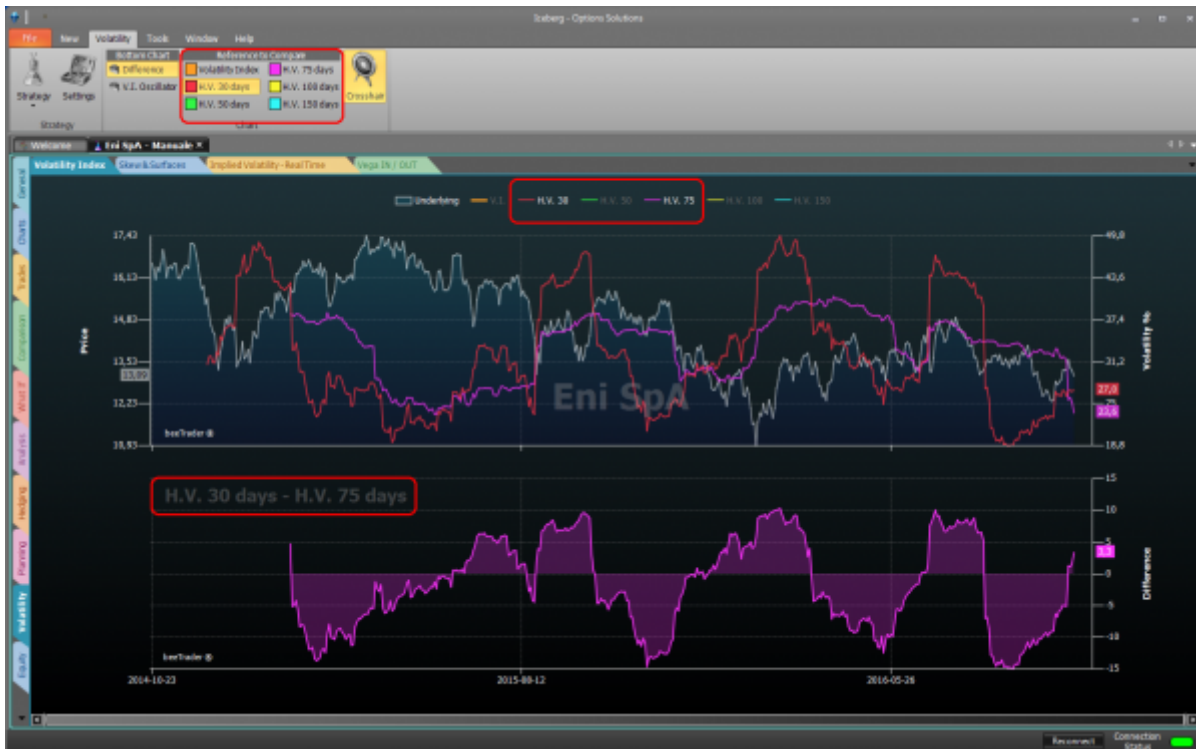 Iceberg - Options Solutions
File New Volatility Tools Window Help
Bottom Chart
Reference to Compare
Difference
Volatility Index
H.V. 75 days
V.I. Oscillator
H.V. 30 days
H.V. 100 days
H.V. 50 days
H.V. 150 days
Strategy
Settings
Crosshair
Strategy
Chart
Welcome
Eni SpA - Manuale
Volatility Index
Skew & Surfaces
Implied Volatility - Real Time
Vega IN / OUT
General
Charts
Trades
Comparison
What If
Analysis
Hedging
Planning
Volatility
Equity
Underlying
V.I.
H.V. 30
H.V. 50
H.V. 75
H.V. 100
H.V. 150
17,43
16,13
14,83
13,53
13,09
12,23
10,93
Price
49,8
43,6
37,4
31,2
27,0
25
23,6
18,8
Volatility %
Eni SpA
beeTrader ®
H.V. 30 days - H.V. 75 days
15
10
5
3,3
0
-5
-10
-15
Difference
beeTrader ®
2014-10-23
2015-08-12
2016-05-26
Reconnect
Connection Status